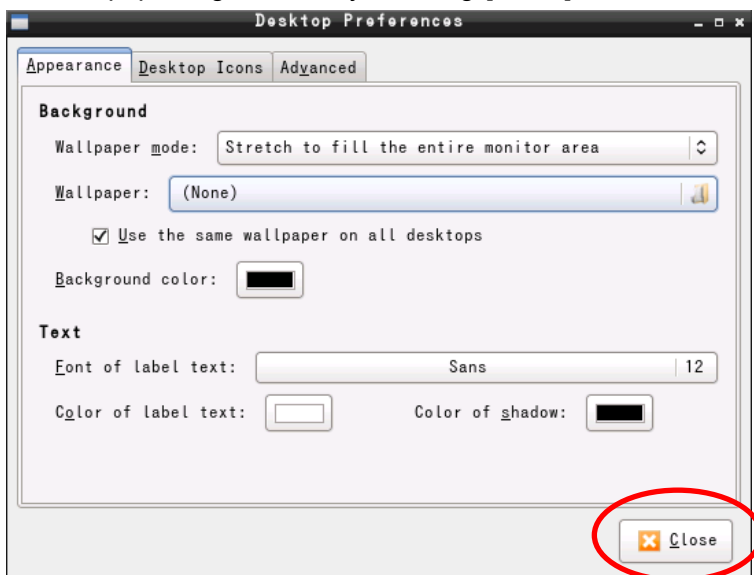 Desktop Preferences
Appearance Desktop Icons Advanced
Background
Wallpaper mode: Stretch to fill the entire monitor area
Wallpaper: (None)
Use the same wallpaper on all desktops
Background color:
Text
Font of label text: Sans 12
Color of label text: Color of shadow:
Close